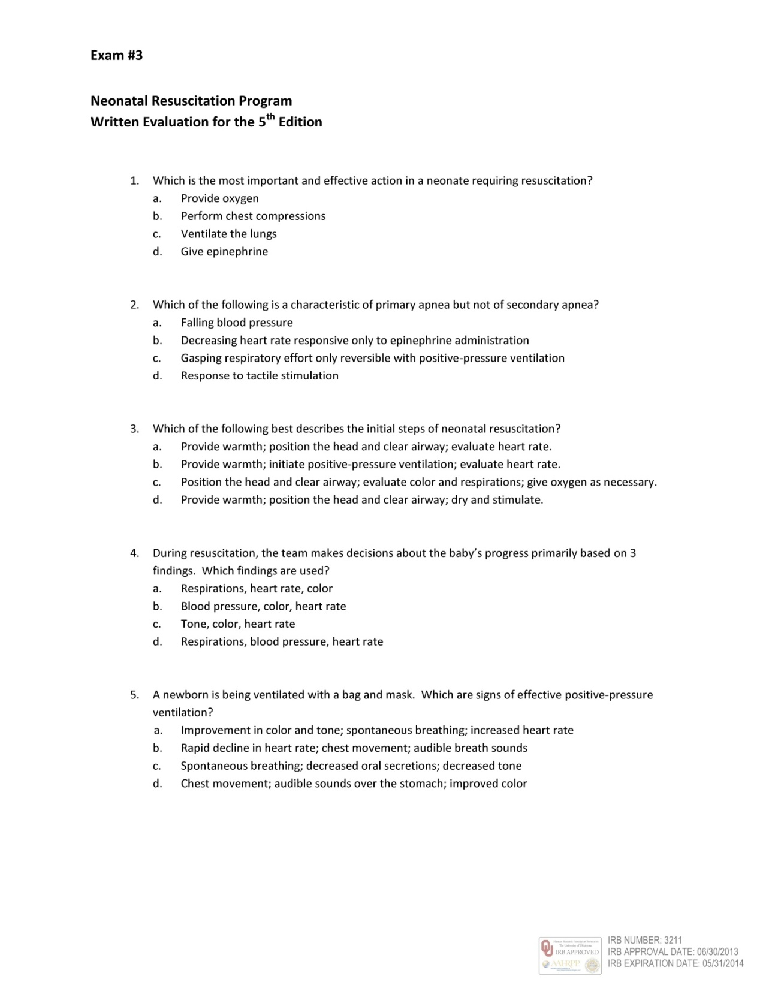 Exam #3
Neonatal Resuscitation Program
Written Evaluation for the 5th Edition
1. Which is the most important and effective action in a neonate requiring resuscitation?
a. Provide oxygen
b. Perform chest compressions
c. Ventilate the lungs
d. Give epinephrine
2. Which of the following is a characteristic of primary apnea but not of secondary apnea?
a. Falling blood pressure
b. Decreasing heart rate responsive only to epinephrine administration
c. Gasping respiratory effort only reversible with positive-pressure ventilation
d. Response to tactile stimulation
3. Which of the following best describes the initial steps of neonatal resuscitation?
a. Provide warmth; position the head and clear airway; evaluate heart rate.
b. Provide warmth; initiate positive-pressure ventilation; evaluate heart rate.
c. Position the head and clear airway; evaluate color and respirations; give oxygen as necessary.
d. Provide warmth; position the head and clear airway; dry and stimulate.
4. During resuscitation, the team makes decisions about the baby’s progress primarily based on 3
findings. Which findings are used?
a. Respirations, heart rate, color
b. Blood pressure, color, heart rate
c. Tone, color, heart rate
d. Respirations, blood pressure, heart rate
5. A newborn is being ventilated with a bag and mask. Which are signs of effective positive-pressure
ventilation?
a. Improvement in color and tone; spontaneous breathing; increased heart rate
b. Rapid decline in heart rate; chest movement; audible breath sounds
c. Spontaneous breathing; decreased oral secretions; decreased tone
d. Chest movement; audible sounds over the stomach; improved color
Human Research Participant Protection
The University of Oklahoma
IRB APPROVED
AAHRPP
IRB NUMBER: 3211
IRB APPROVAL DATE: 06/30/2013
IRB EXPIRATION DATE: 05/31/2014